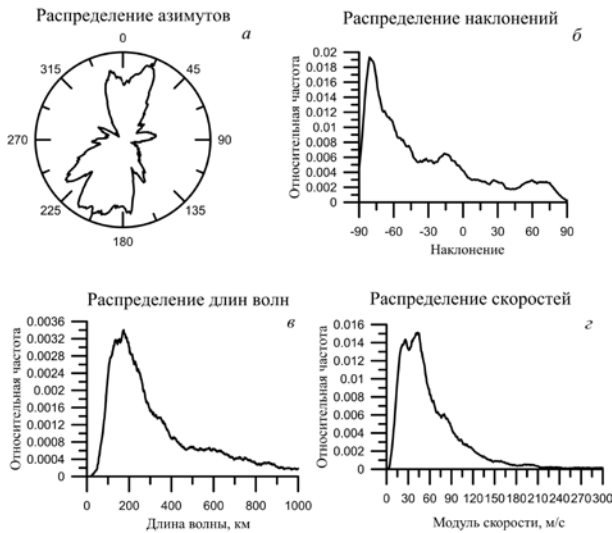 Распределение азимутов
а
0
45
90
135
180
225
270
315
Распределение наклонений
б
Относительная частота
0.02
0.018
0.016
0.014
0.012
0.01
0.008
0.006
0.004
0.002
0
-90 -60 -30 0 30 60 90
Наклонение
Распределение длин волн
в
Относительная частота
0.0036
0.0032
0.0028
0.0024
0.002
0.0016
0.0012
0.0008
0.0004
0
0 200 400 600 800 1000
Длина волны, км
Распределение скоростей
г
Относительная частота
0.016
0.014
0.012
0.01
0.008
0.006
0.004
0.002
0
0 30 60 90 120 150 180 210 240 270 300
Модуль скорости, м/с